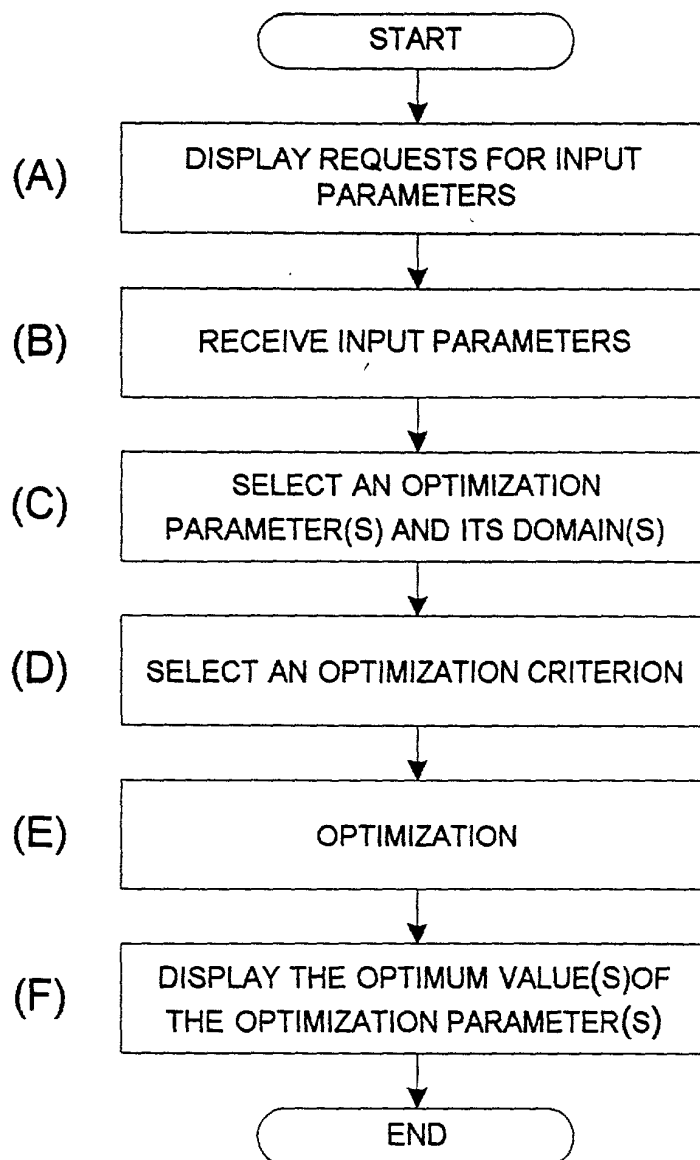 START
(A)
DISPLAY REQUESTS FOR INPUT
PARAMETERS
(B)
RECEIVE INPUT PARAMETERS
(C)
SELECT AN OPTIMIZATION
PARAMETER(S) AND ITS DOMAIN(S)
(D)
SELECT AN OPTIMIZATION CRITERION
(E)
OPTIMIZATION
(F)
DISPLAY THE OPTIMUM VALUE(S)OF
THE OPTIMIZATION PARAMETER(S)
END